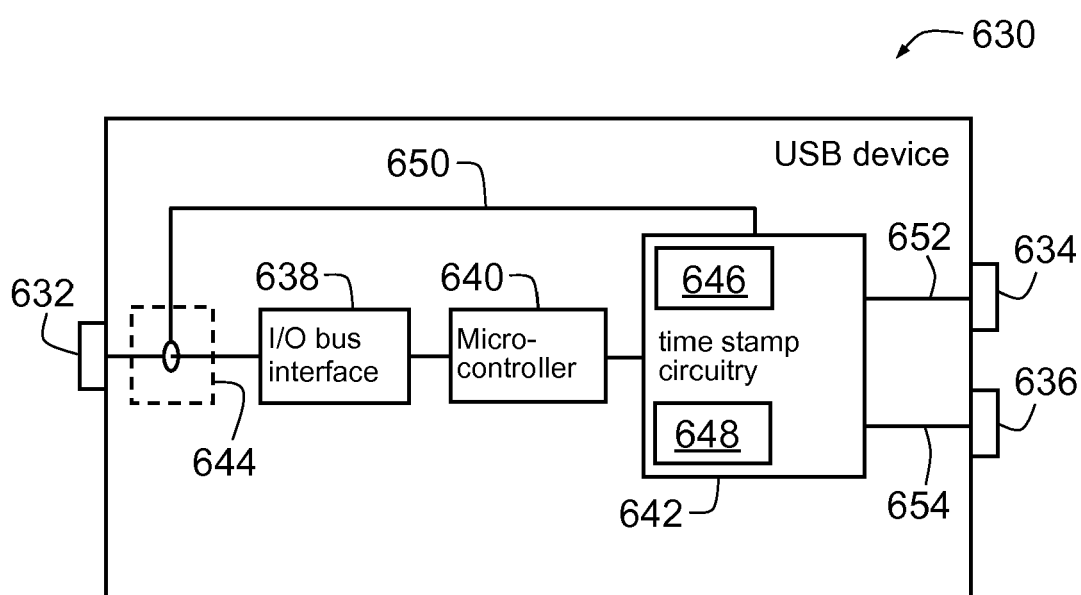 630
USB device
650
652
634
632
638
640
646
I/O bus
interface
Micro-
controller
time stamp
circuitry
636
648
644
642
654